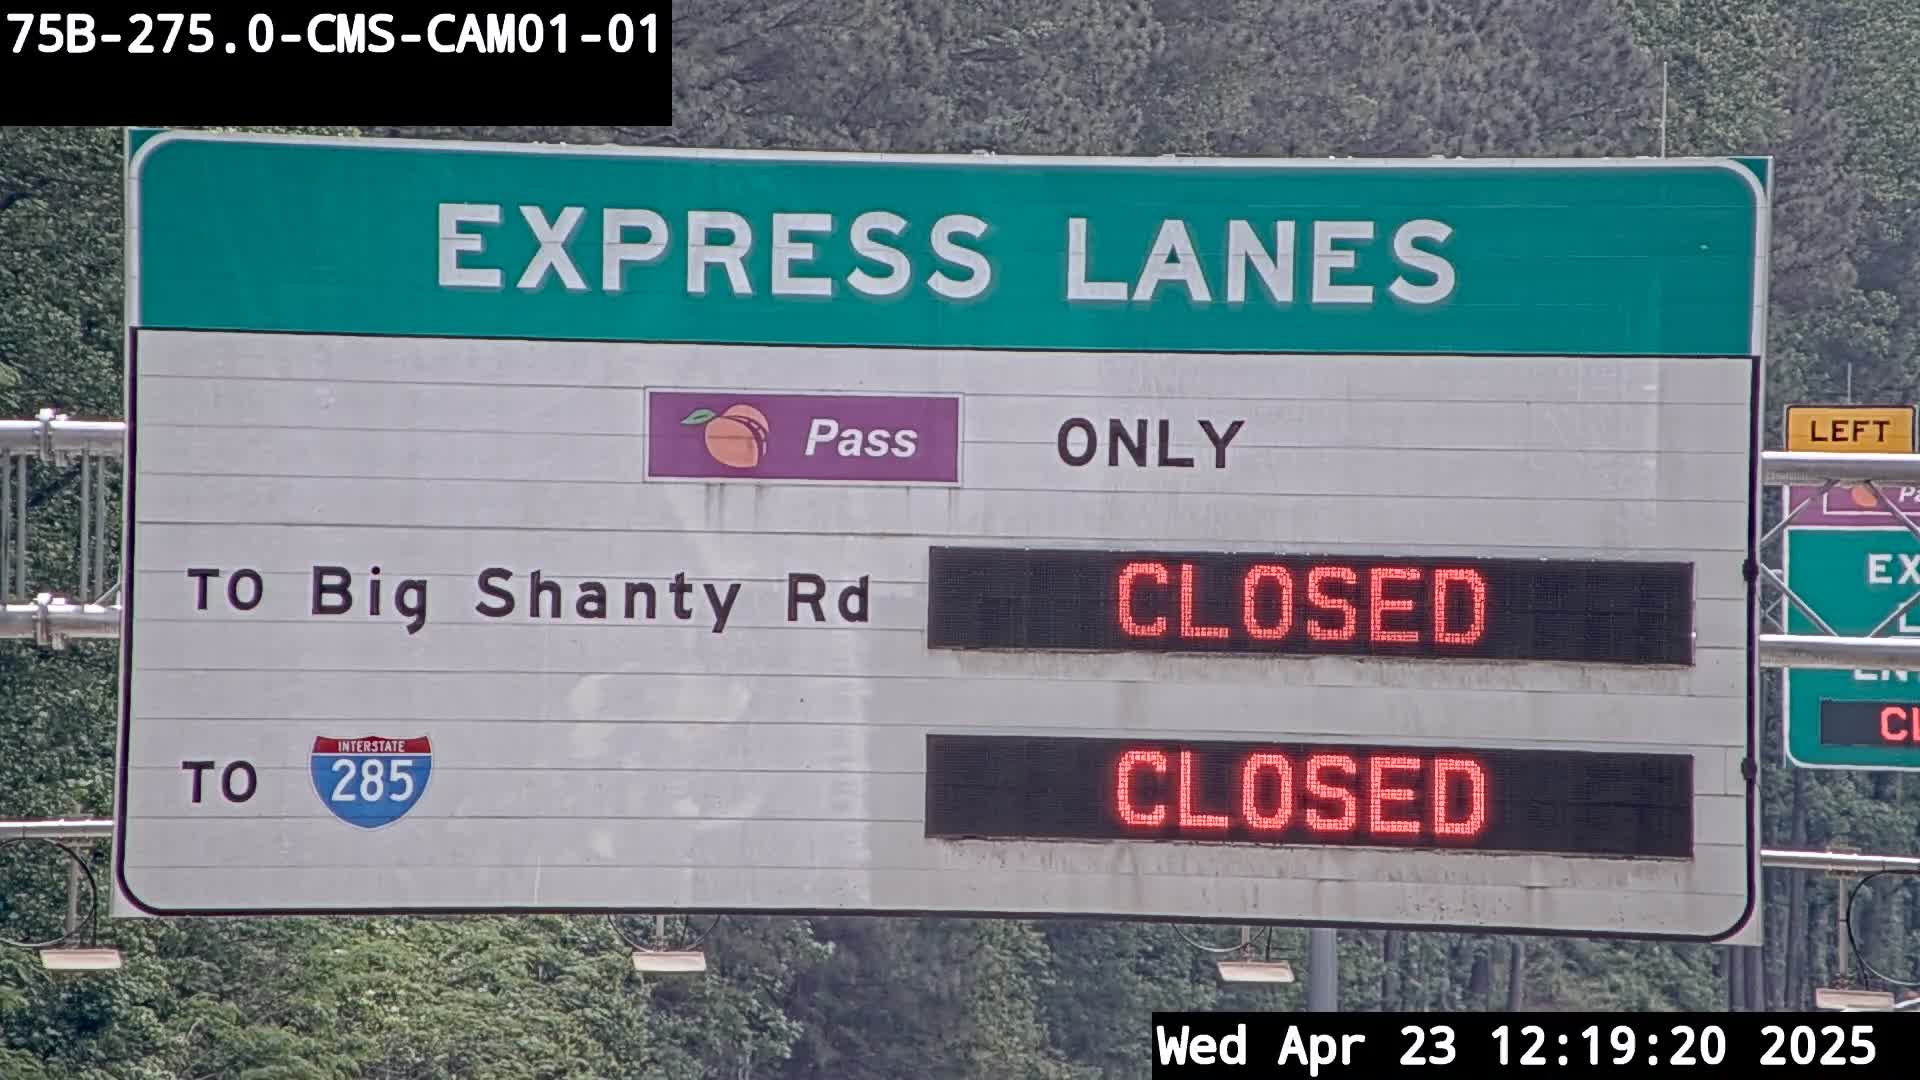 75B-275.0-CMS-CAM01-01
EXPRESS LANES
Pass ONLY
LEFT
TO Big Shanty Rd CLOSED
TO INTERSTATE 285 CLOSED
Wed Apr 23 12:19:20 2025